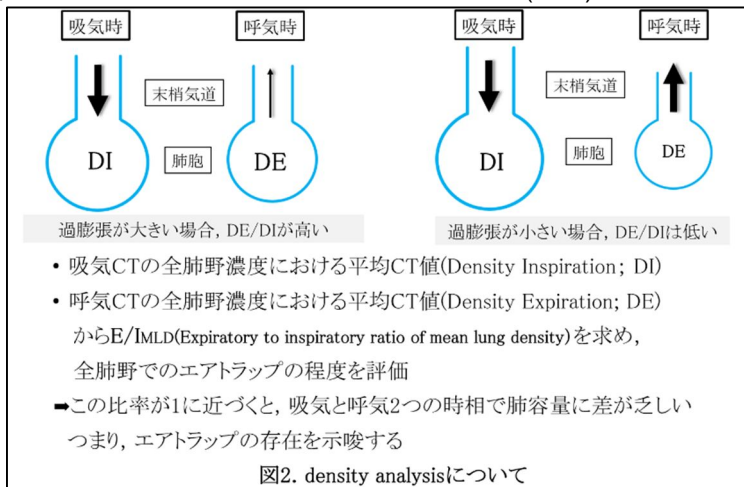 吸気時
呼気時
吸気時
呼気時
末梢気道
末梢気道
DI
肺胞
DE
DI
肺胞
DE
過膨張が大きい場合, DE/DIが高い
過膨張が小さい場合, DE/DIは低い
・吸気CTの全肺野濃度における平均CT値(Density Inspiration; DI)
・呼気CTの全肺野濃度における平均CT値(Density Expiration; DE)
からE/IMLD(Expiratory to inspiratory ratio of mean lung density)を求め,
全肺野でのエアトラップの程度を評価
➡この比率が1に近づくと, 吸気と呼気2つの時相で肺容量に差が乏しい
つまり, エアトラップの存在を示唆する
図2. density analysisについて